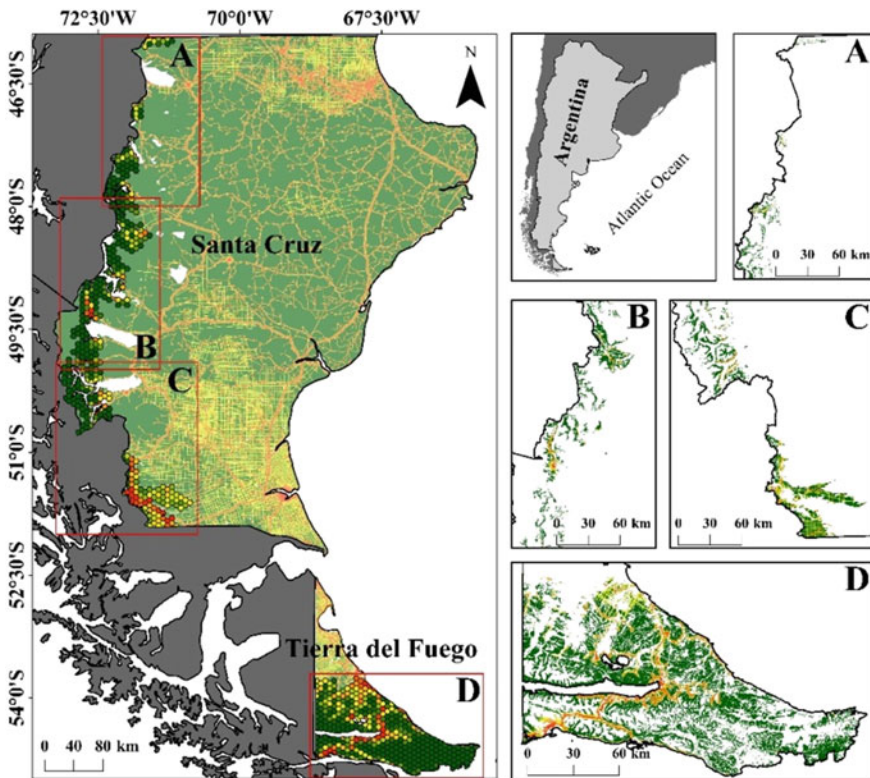 72°30'W 70°0'W 67°30'W
46°30'S
48°0'S
49°30'S
51°0'S
52°30'S
54°0'S
N
A
Santa Cruz
B
C
Tierra del Fuego
D
0 40 80 km
Argentina
Atlantic Ocean
A
0 30 60 km
B
0 30 60 km
C
0 30 60 km
D
0 30 60 km